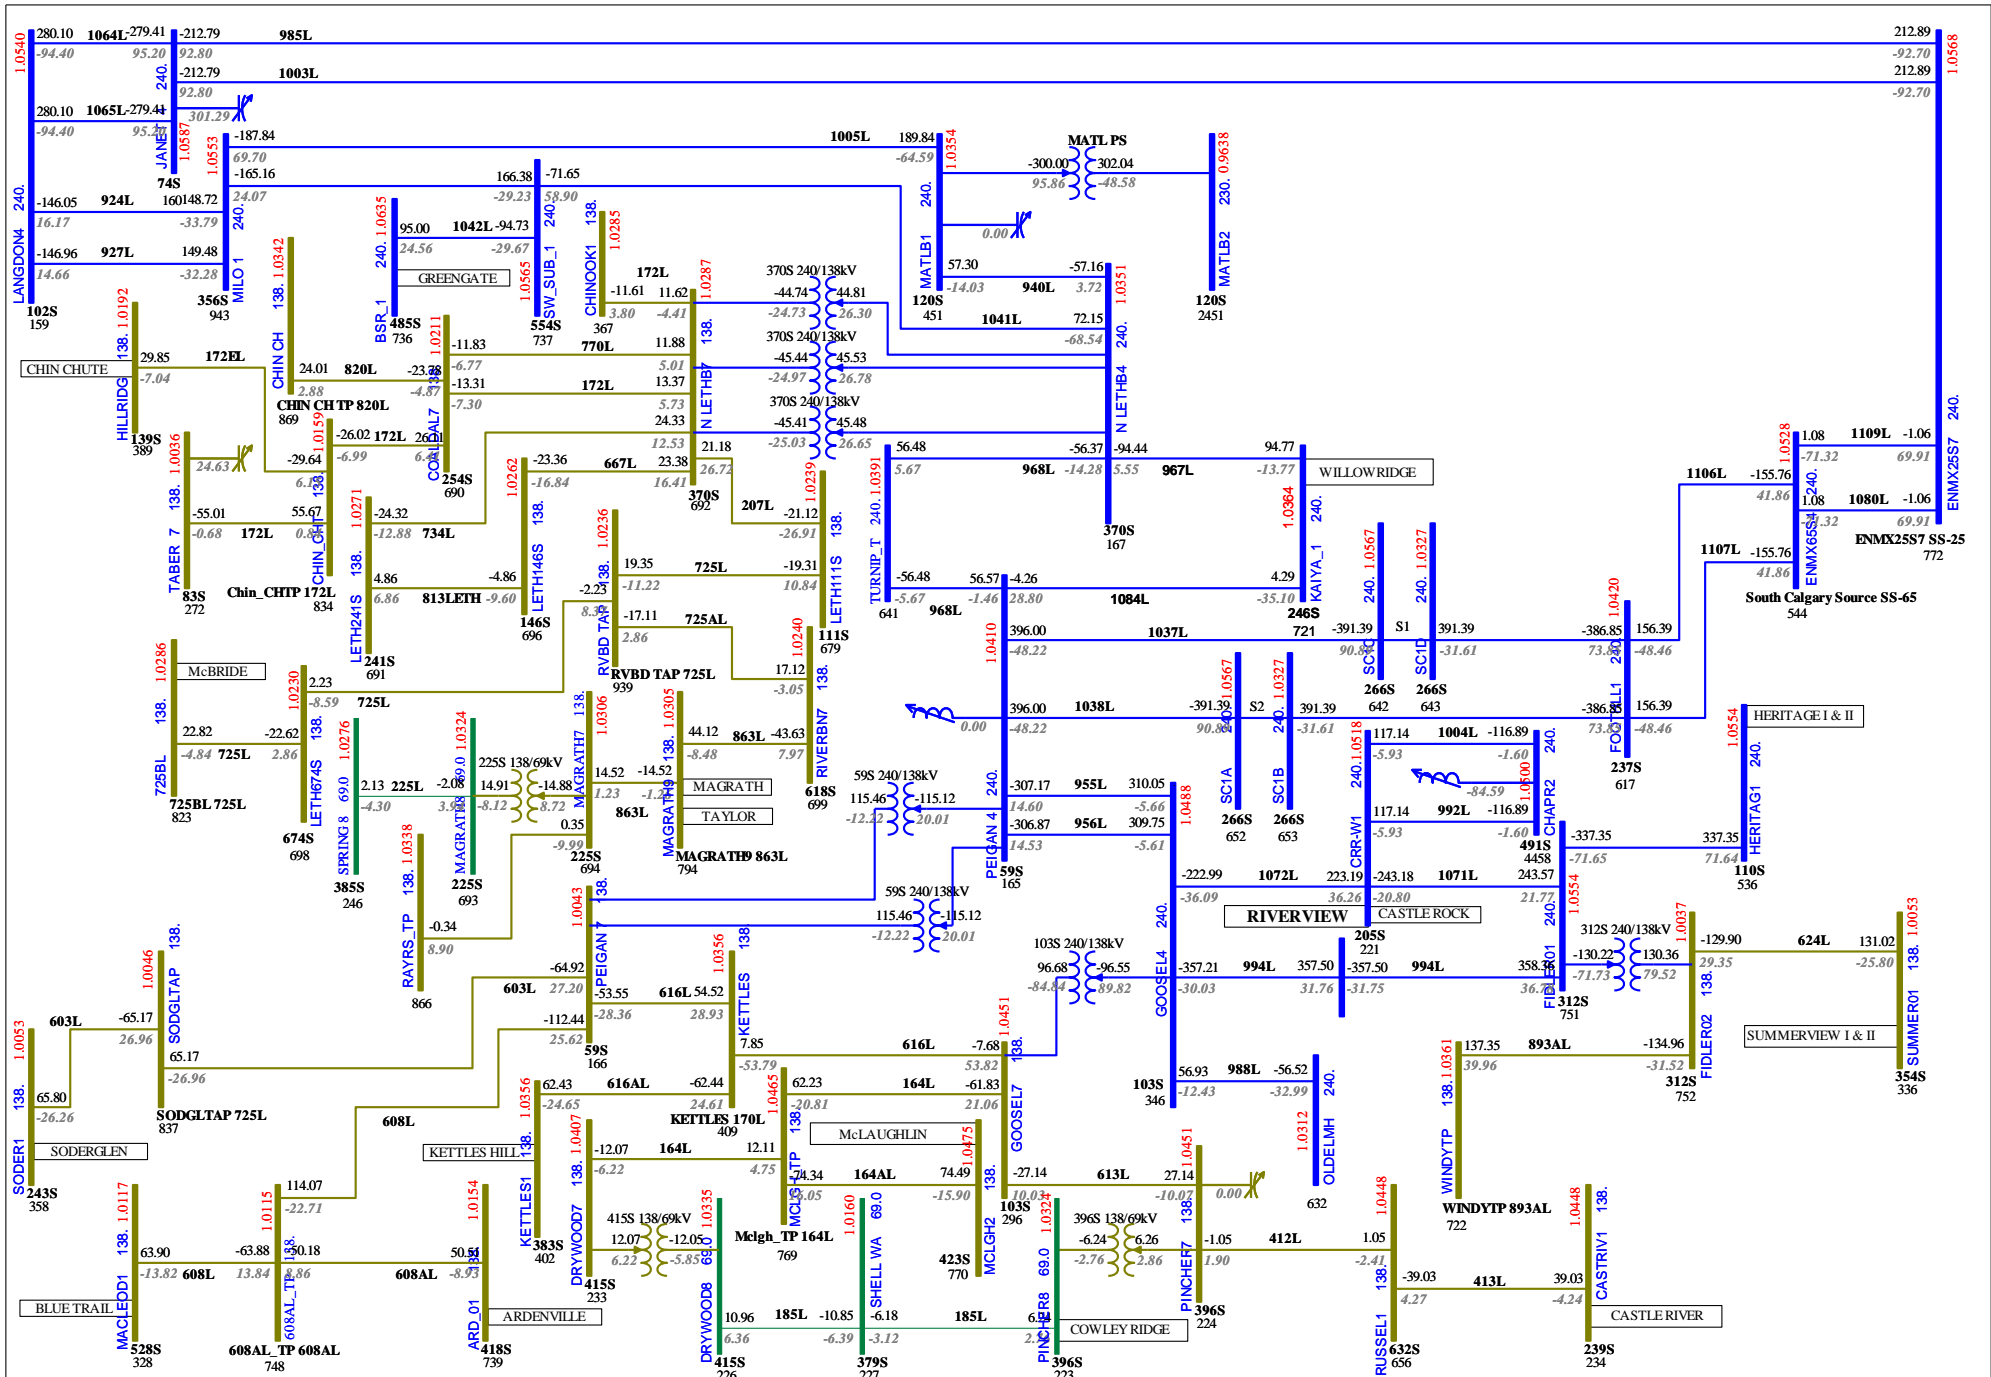 280.10 1064L -279.41 -212.79 985L 212.89
-94.40 95.20 92.80 -92.70
1.0540 1.0568
-212.79 1003L 212.89
92.80 -92.70
280.10 1065L -279.41
-94.40 301.29
JANET 240. 1.0587
74S
-187.84 1005L 189.84
69.70 -64.59
1.0553 1.0354
MATL PS
-300.00 302.04
95.86 -48.58
230. 0.9638
-165.16 166.38 -71.65
24.07 -29.23 58.90
LANGDON4 240.
-146.05 924L 148.72
16.17 -33.79
-146.96 927L 149.48
14.66 -32.28
102S
159
MILO 1 240.
356S
943
1.0635
95.00 1042L -94.73
24.56 -29.67
GREENGATE
BSR_1 240.
485S
736
SW_SUB_1 240.
1.0565
554S
737
CHINOOK1 138.
1.0285
-11.61 172L 11.62
3.80 -4.41
367
1.0287
370S 240/138kV
-44.74 44.81
-24.73 26.30
370S 240/138kV
-45.44 45.53
-24.97 26.78
370S 240/138kV
-45.41 45.48
-25.03 26.65
MATLB1 240.
0.00
57.30 -57.16
-14.03 940L 3.72
120S
451
MATLB2
120S
2451
1.0351
1041L 72.15
-68.54
N LETHB4 240.
370S
167
HILLRIDG 138. 1.0192
CHIN CHUTE
29.85 172EL
-7.04
139S
389
CHIN CH 138. 1.0342
24.01 820L
2.88 -4.87
CHIN CH TP 820L
869
1.0211
-11.83 770L 11.88
-6.77 5.01
-13.31 172L 13.37
-7.30 5.73
COALDAL7
254S
690
24.33
12.53
21.18
26.72
N LETHB7 138.
370S
692
TABER 7 138. 1.0036
24.63
-55.01 172L 55.67
-0.68
83S
272
1.0159
-26.02 172L
-6.99
-29.64
CHIN_CHT 138.
Chin_CHTP 172L
834
1.0271
-24.32 734L
-12.88
4.86 813LETH -4.86
6.86 -9.60
LETH241S 138.
241S
691
1.0262
-23.36 667L 23.38
-16.84 16.41
LETH146S 138.
146S
696
1.0239
207L -21.12
-26.91
LETH111S 138.
111S
679
1.0236
19.35 725L -19.31
-11.22 10.84
-2.23
-17.11 725AL
2.86
RVBD TAP 138.
RVBD TAP 725L
939
1.0240
17.12
-3.05
RIVERBN7 138.
618S
699
TURNIP_T 240. 1.0391
56.48 -56.37 -94.44 94.77
5.67 968L -14.28 5.55 967L -13.77
WILLOWRIDGE
1.0364
KAIYA_1 240.
246S
721
-56.48 56.57 -4.26 4.29
-5.67 968L -1.46 28.80 1084L -35.10
641
1.0410
396.00 1037L -391.39 S1 391.39 -386.85 156.39
-48.22 -31.61 -48.46
SC1C 240. 1.0567
266S
642
SC1D 240. 1.0327
266S
643
396.00 1038L -391.39 S2 391.39 156.39
-48.22 -31.61 -48.46
0.00
SC1A 240. 1.0567
266S
652
SC1B 240. 1.0327
266S
653
1.0420
237S
617
1.0528
1.08 1109L -1.06
-71.32 69.91
1106L -155.76
41.86
1.08 1080L -1.06
69.91
1107L -155.76
41.86
ENMX65S4 240.
South Calgary Source SS-65
544
ENMX25S7 240.
ENMX25S7 SS-25
772
1.0286
McBRIDE
22.82 725L -22.62
-4.84 2.86
725BL 138.
725BL 725L
823
1.0230
2.23 725L
-8.59
LETH674S 138.
674S
698
1.0276
2.13 225L -2.08
-4.30
SPRING 8 69.0
385S
246
1.0324
225S 138/69kV
14.91 -14.88
-8.12 8.72
MAGRATH8 69.0
225S
693
MAGRATH7 138. 1.0306
14.52 -14.52
1.23 863L
0.35
-9.99
225S
694
1.0305
44.12 863L -43.63
-8.48 7.97
MAGRATH
TAYLOR
MAGRATH9 138.
MAGRATH9 863L
794
59S 240/138kV
115.46 -115.12
-12.22 20.01
59S 240/138kV
115.46 -115.12
-12.22 20.01
-307.17 955L 310.05
14.60 -5.66
-306.87 956L 309.75
14.53 -5.61
PEIGAN 4 240.
59S
165
1.0488
-222.99 1072L 223.19 -243.18 1071L 243.57
-36.09 36.26 -20.80 21.77
RIVERVIEW CASTLE ROCK
205S
221
CRR-W1 240. 1.0518
117.14 1004L -116.89
-5.93 -1.60
-84.59
117.14 992L -116.89
-5.93 -1.60
CHAPR2 240. 1.0500
491S
4458
-337.35 337.35
-71.65 71.64
HERITAGE I & II
HERITAG1 240. 1.0554
110S
536
RAYRS_TP 138. 1.0338
-0.34
8.90
866
1.0043
-64.92 603L
27.20
-53.55 616L 54.52
-28.36 28.93
-112.44
25.62
PEIGAN 7 138.
59S
166
1.0356
7.85 616L -7.68
-53.79 53.82
KETTLES 138.
KETTLES 170L
409
103S 240/138kV
96.68 -96.55
-84.84 89.82
1.0451
GOOSEL4 240.
-357.21 994L 357.50 -357.50 994L
-30.03 31.76 -31.75
103S
346
56.93 988L -56.52
-12.43 -32.99
OLDELMH 240.
1.0312
632
1.0554
FIDLER01 240.
312S
751
312S 240/138kV
-130.22 130.36
-71.73 79.52
1.0037
-129.90 624L 131.02
29.35 -25.80
SUMMERVIEW I & II
SUMMER01 138. 1.0053
354S
336
137.35 893AL -134.96
39.96 -31.52
FIDLER02 138.
312S
752
WINDYTP 138. 1.0361
WINDYTP 893AL
722
SODGLTAP 138. 1.0046
603L -65.17
26.96
65.17
-26.96
SODGLTAP 725L
837
SODER1 138. 1.0053
65.80
-26.26
SODERGLEN
243S
358
608L
KETTLES HILL
KETTLES1 138. 1.0356
62.43 616AL -62.44
-24.65 24.61
383S
402
1.0465
62.23 164L -61.83
-20.81 21.06
McLAUGHLIN
-12.07 164L 12.11
-6.22 4.75
-74.34 164AL 74.49
-15.90
MCLGH_TP 138.
Mclgh_TP 164L
769
1.0475
MCLGH2 138.
423S
770
GOOSEL7 138.
-27.14 613L 27.14
10.03 -10.07 0.00
103S
296
1.0451
PINCHER7 138.
396S
224
DRYWOOD7 138. 1.0407
415S 138/69kV
12.07 -12.05
6.22 -5.85
415S
233
1.0335
DRYWOOD8 69.0
10.96 185L -10.85 -6.18 185L
6.36 -6.39 -3.12
415S
226
SHELL WA 69.0
1.0160
379S
227
1.0324
396S 138/69kV
-6.24 6.26
-2.76 2.86
PINCHER8 69.0
COWLEY RIDGE
396S
223
-1.05 412L 1.05
1.90 -2.41
1.0448
-39.03 413L 39.03
4.27 -4.24
RUSSEL1 138.
632S
656
CASTRIV1 138.
1.0448
CASTLE RIVER
239S
234
MACLEOD1 138. 1.0117
63.90 608L -63.88
-13.82 13.84
BLUE TRAIL
528S
328
1.0115
114.07
-22.71
50.18 608AL
8.86 -8.93
608AL_TP 138.
608AL_TP 608AL
748
1.0154
ARD_01
ARDENVILLE
418S
739